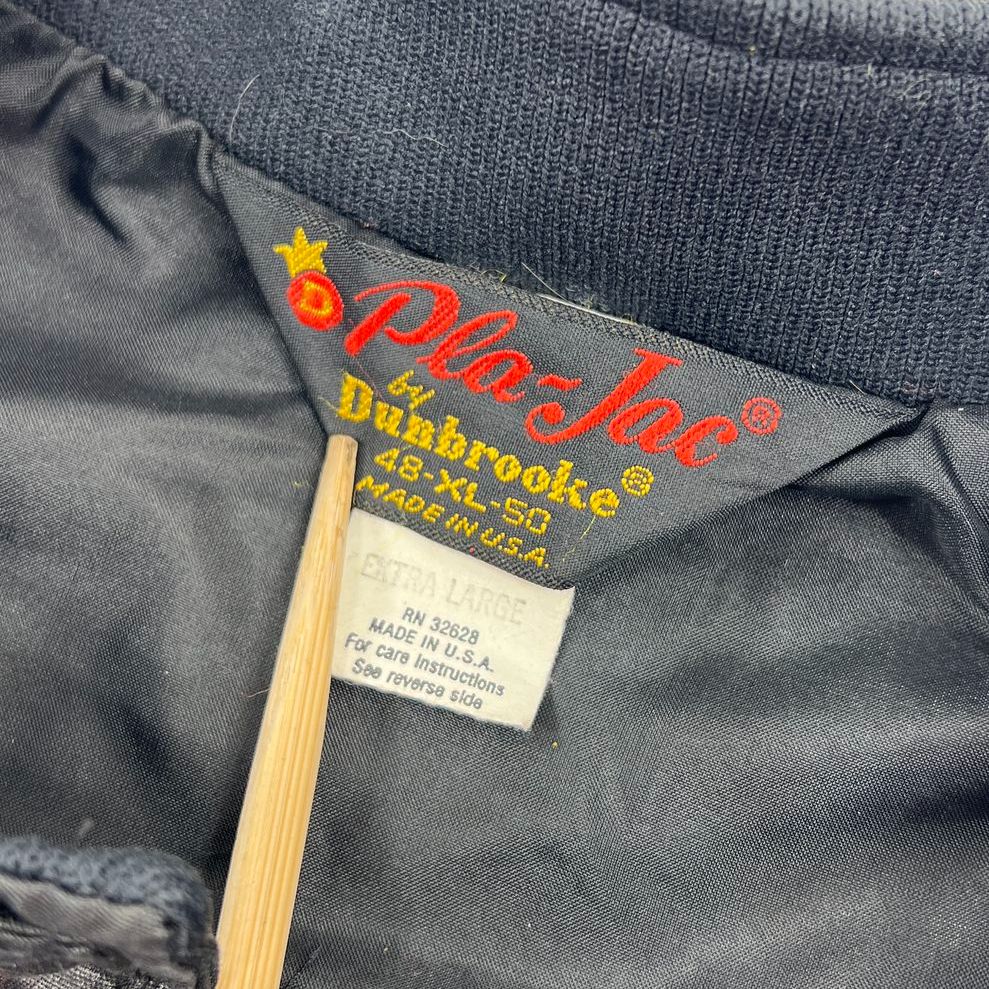 D
Pla-Jac®
by
Dunbrooke®
48-XL-50
MADE IN U.S.A.
EXTRA LARGE
RN 32628
MADE IN U.S.A.
For care instructions
See reverse side